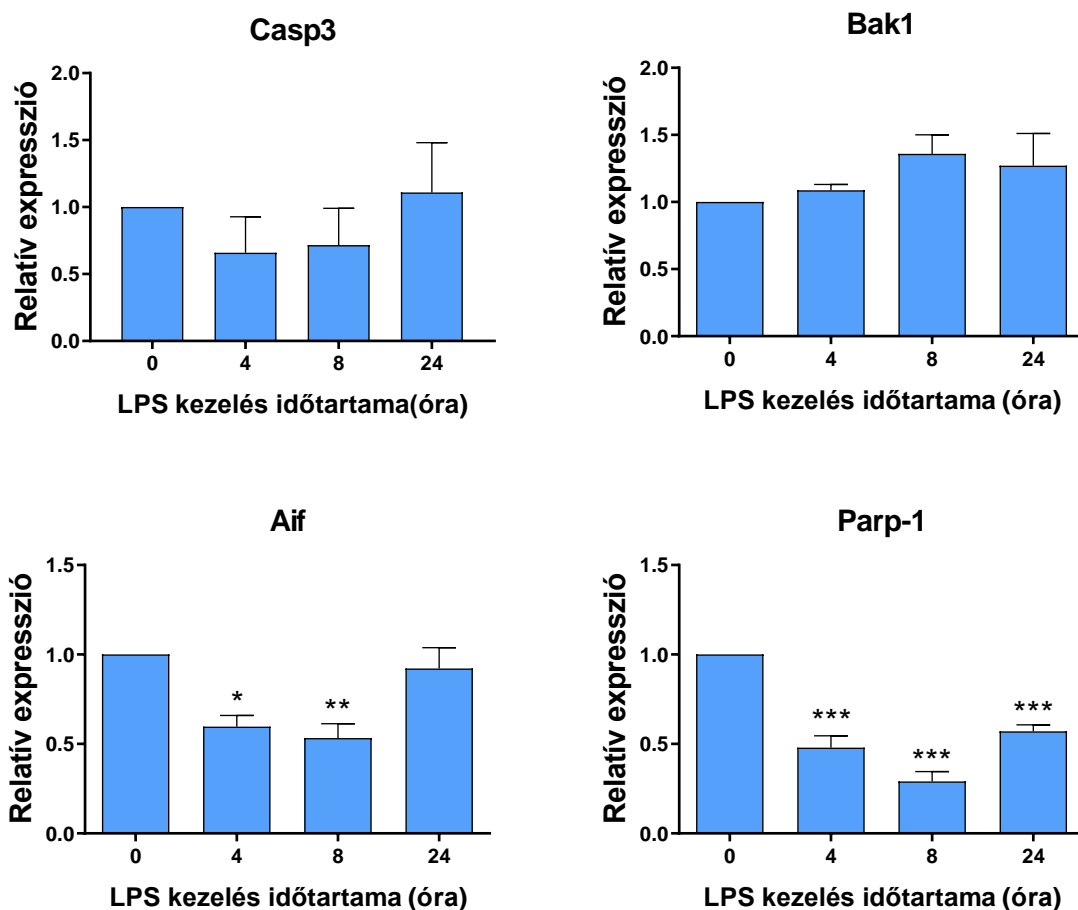 Casp3
Relatív expresszió
2.0
1.5
1.0
0.5
0.0
0 4 8 24
LPS kezelés időtartama(óra)
Bak1
Relatív expresszió
2.0
1.5
1.0
0.5
0.0
0 4 8 24
LPS kezelés időtartama (óra)
Aif
Relatív expresszió
1.5
1.0
0.5
0.0
*
**
0 4 8 24
LPS kezelés időtartama (óra)
Parp-1
Relatív expresszió
1.5
1.0
0.5
0.0
***
***
***
0 4 8 24
LPS kezelés időtartama (óra)